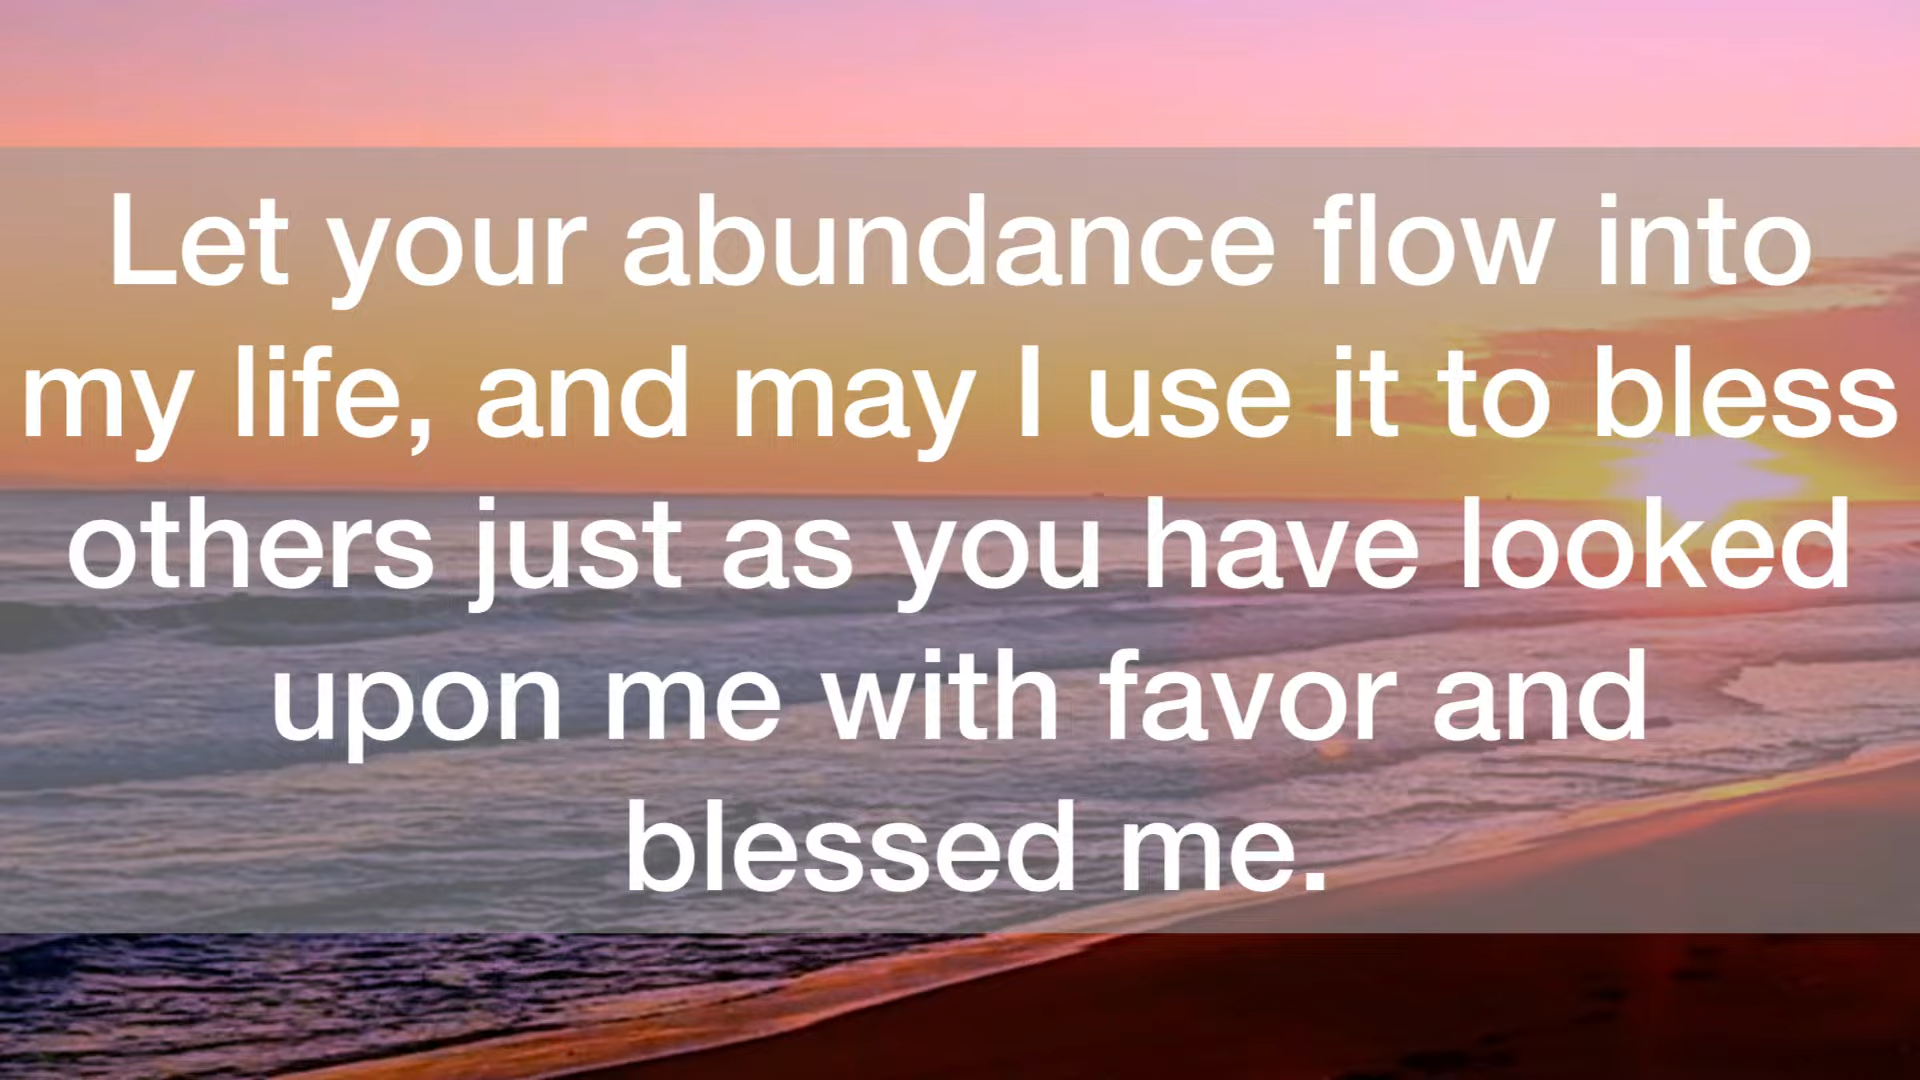 Let your abundance flow into
my life, and may I use it to bless
others just as you have looked
upon me with favor and
blessed me.